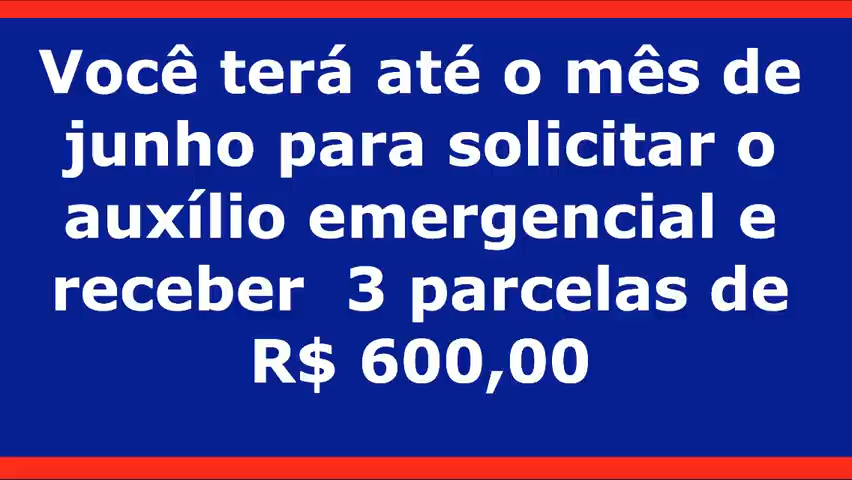 Você terá até o mês de
junho para solicitar o
auxílio emergencial e
receber  3 parcelas de
R$ 600,00